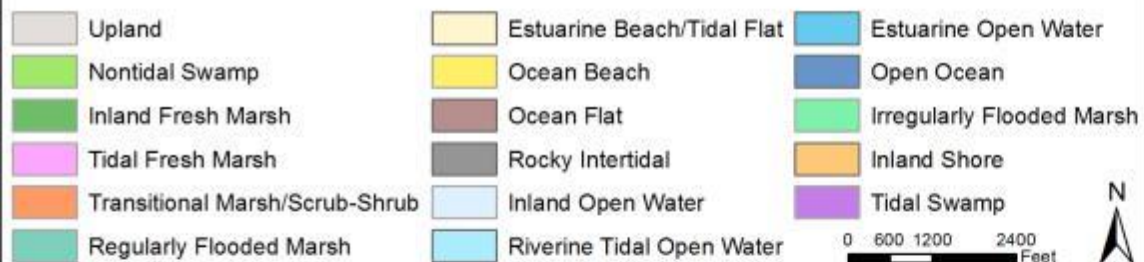 Upland
Nontidal Swamp
Inland Fresh Marsh
Tidal Fresh Marsh
Transitional Marsh/Scrub-Shrub
Regularly Flooded Marsh
Estuarine Beach/Tidal Flat
Ocean Beach
Ocean Flat
Rocky Intertidal
Inland Open Water
Riverine Tidal Open Water
Estuarine Open Water
Open Ocean
Irregularly Flooded Marsh
Inland Shore
Tidal Swamp
N
0 600 1200 2400
Feet